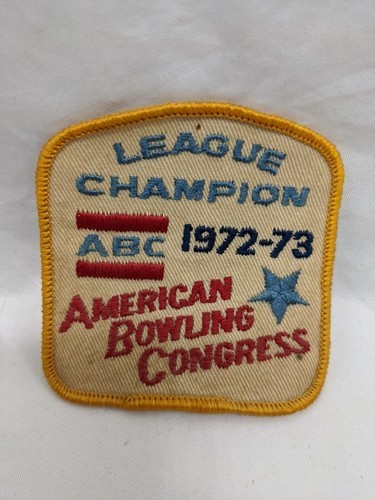 LEAGUE
CHAMPION
ABC 1972-73
AMERICAN
BOWLING
CONGRESS